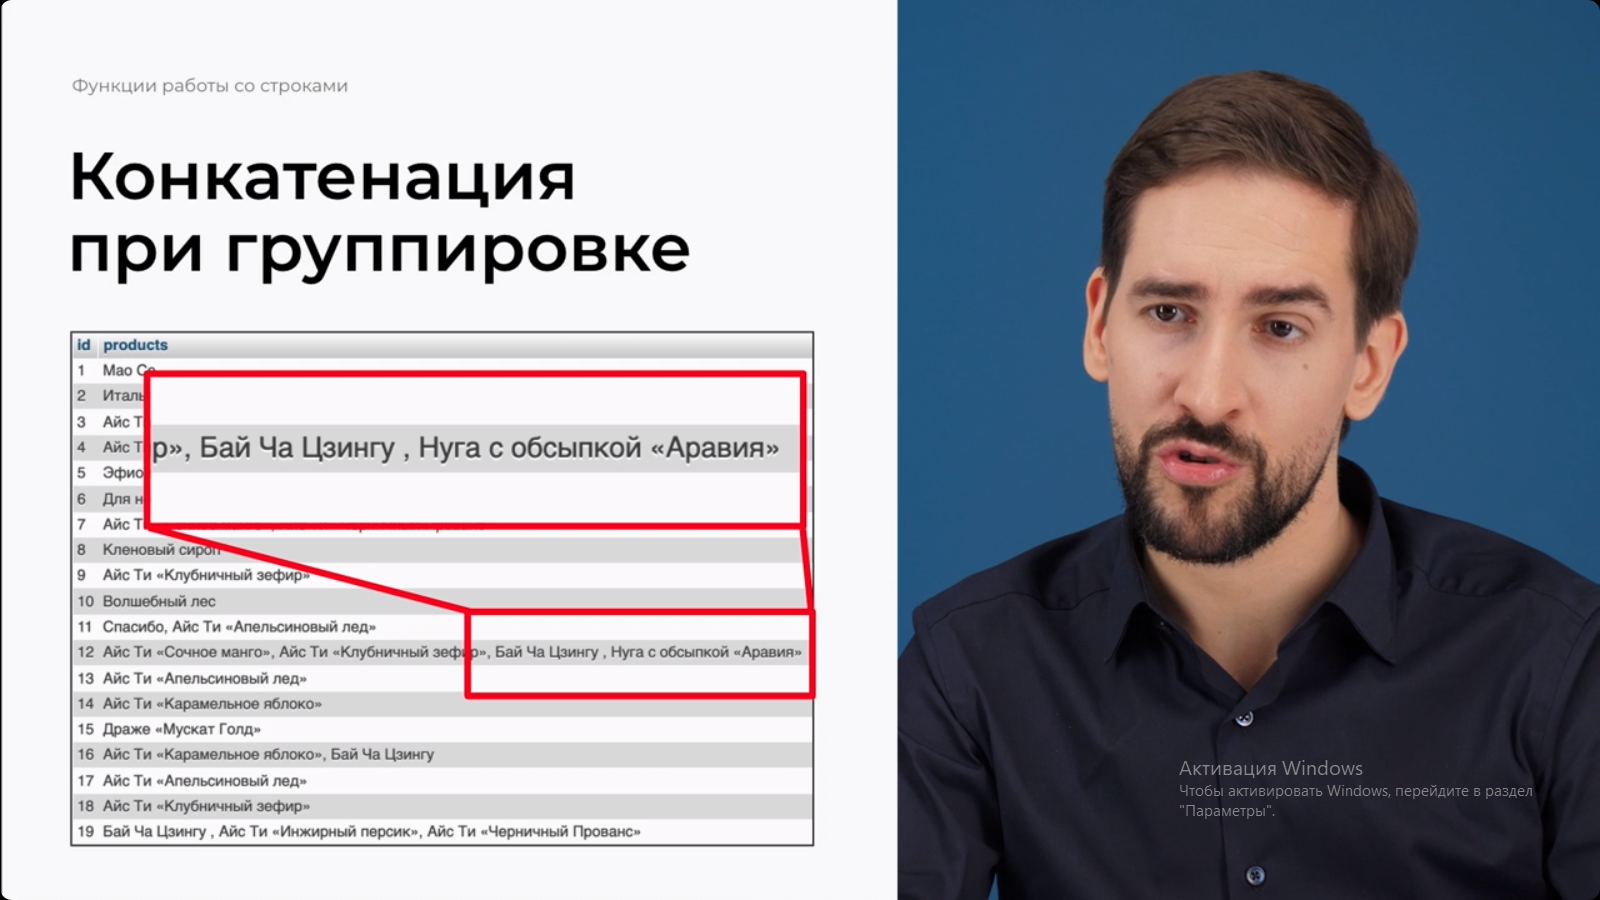 Функции работы со строками
Конкатенация
при группировке
id products
1 Мао
2
3 Айс
4 Айс
5
6 Для
7 Айс
р», Бай Ча Цзингу , Нуга с обсыпкой «Аравия»
8 Кленовый сироп
9 Айс Ти «Клубничный зефир»
10 Волшебный лес
11 Спасибо, Айс Ти «Апельсиновый лед»
12 Айс Ти «Сочное манго», Айс Ти «Клубничный зефир», Бай Ча Цзингу , Нуга с обсыпкой «Аравия»
13 Айс Ти «Апельсиновый лед»
14 Айс Ти «Карамельное яблоко»
15 Драже «Мускат Голд»
16 Айс Ти «Карамельное яблоко», Бай Ча Цзингу
17 Айс Ти «Апельсиновый лед»
18 Айс Ти «Клубничный зефир»
19 Бай Ча Цзингу , Айс Ти «Инжирный персик», Айс Ти «Черничный Прованс»
Активация Windows
Чтобы активировать Windows, перейдите в раздел
"Параметры".